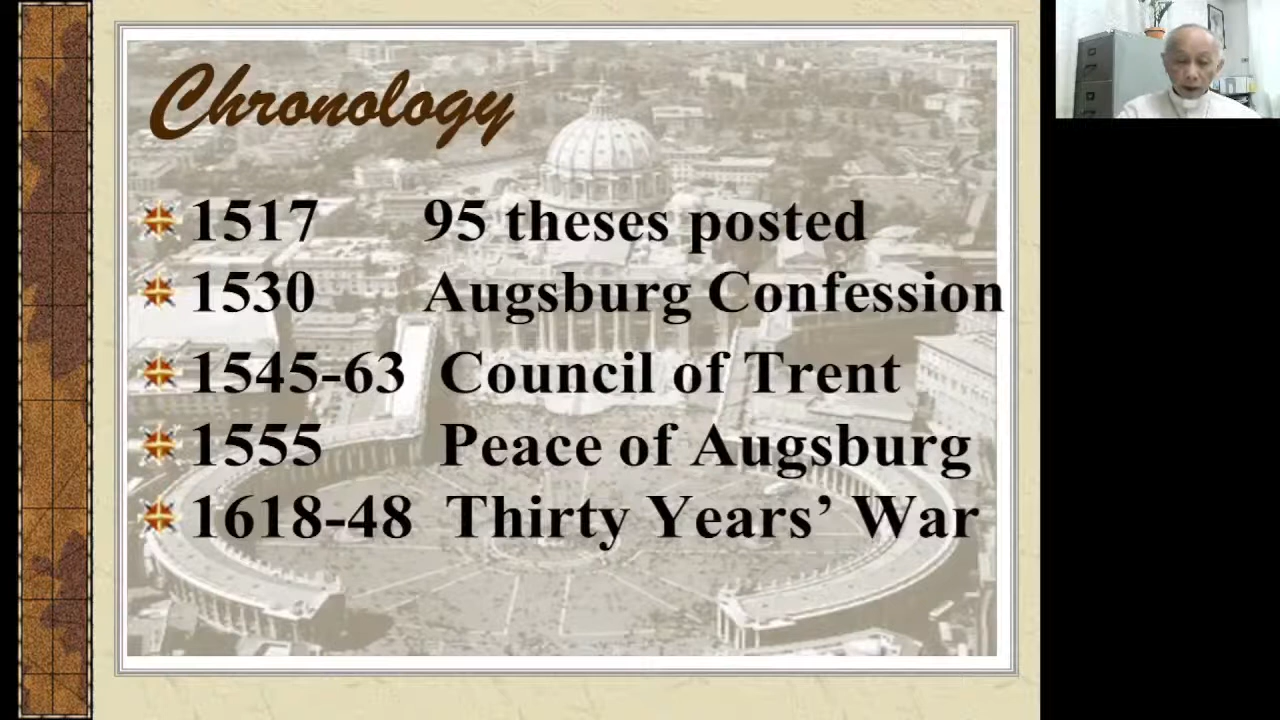 Chronology
1517 95 theses posted
1530 Augsburg Confession
1545-63 Council of Trent
1555 Peace of Augsburg
1618-48 Thirty Years’ War